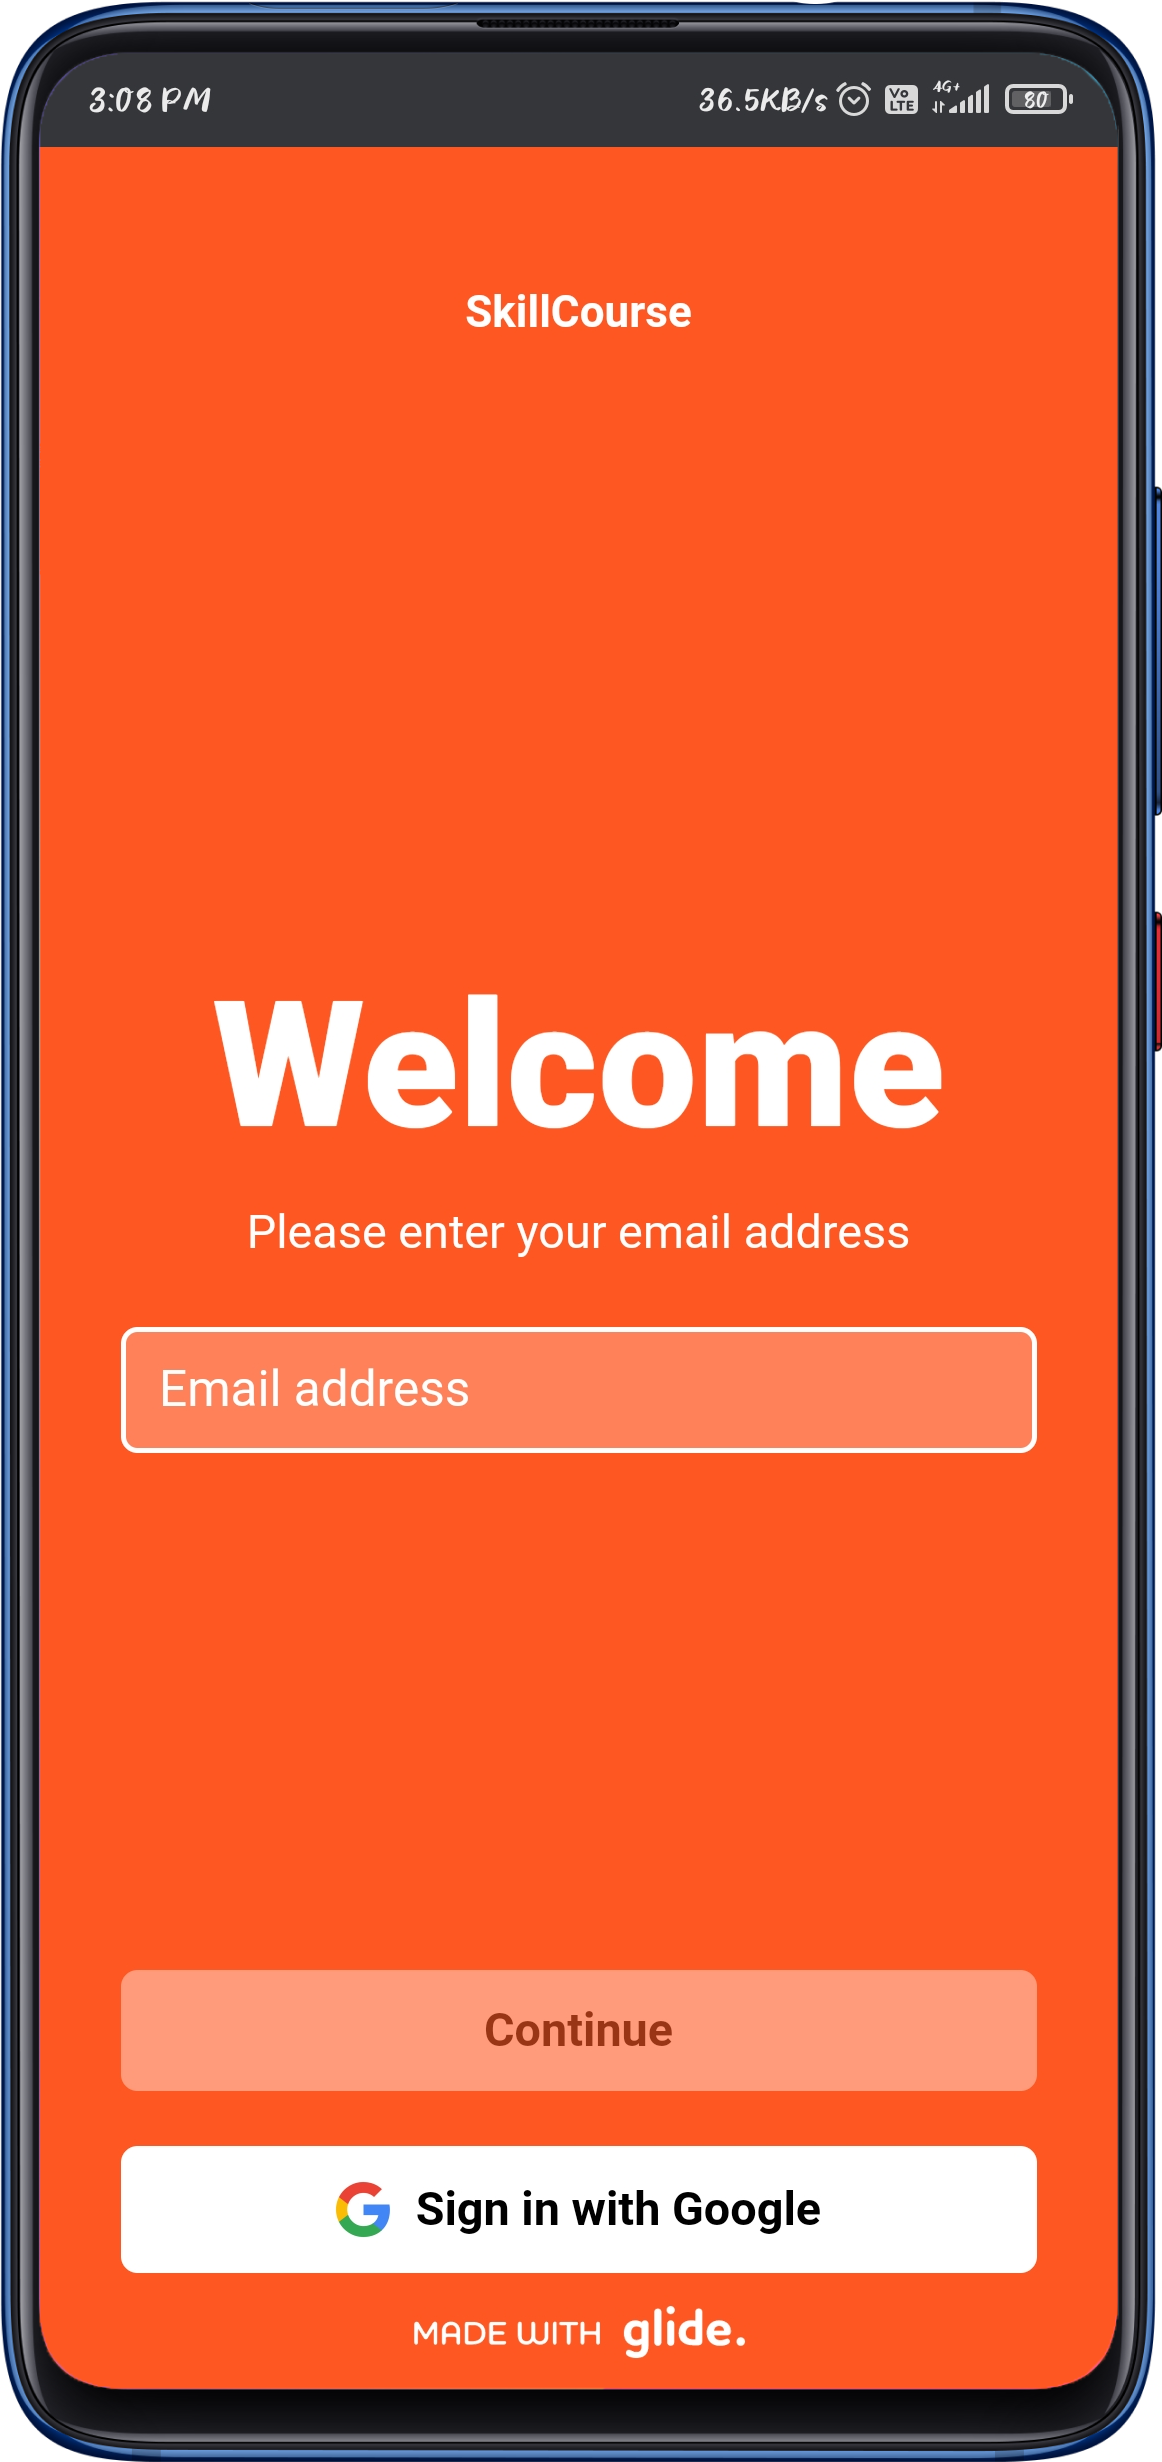 3:08 PM 36.5KB/s Vo LTE 4G+ 80
SkillCourse
Welcome
Please enter your email address
Email address
Continue
Sign in with Google
MADE WITH glide.